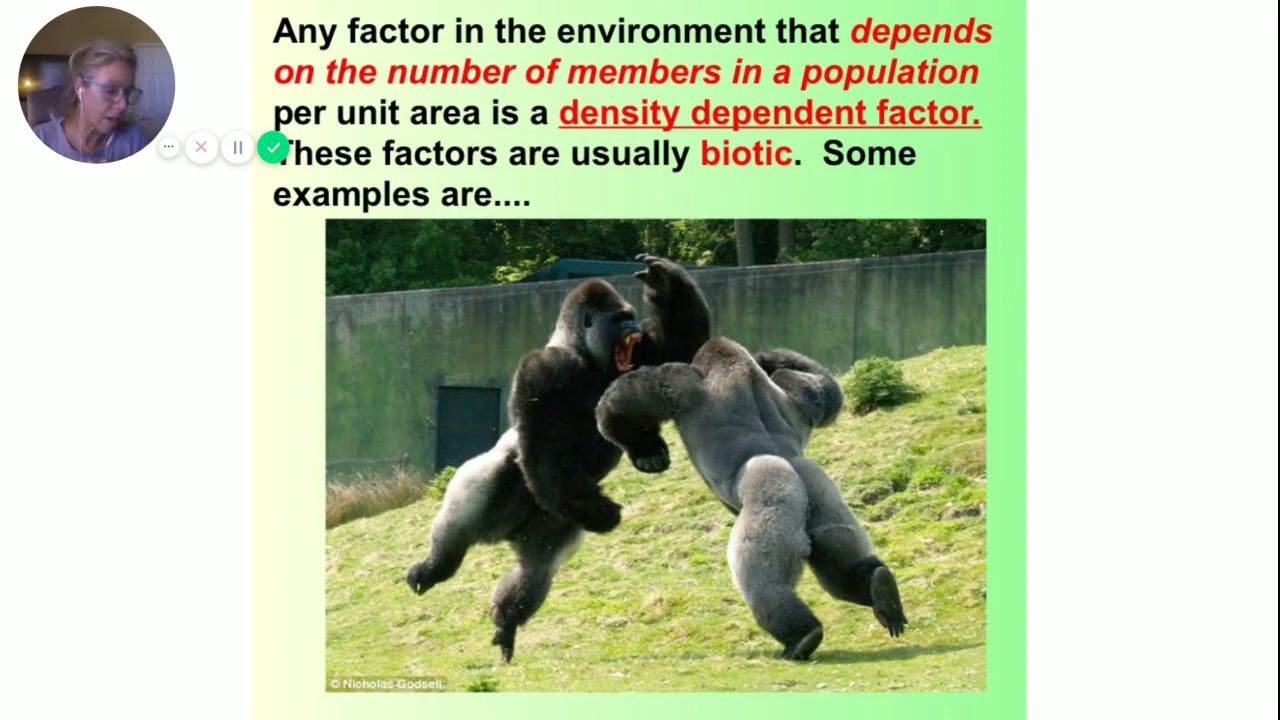 Any factor in the environment that depends
on the number of members in a population
per unit area is a density dependent factor.
These factors are usually biotic.  Some
examples are....
© Nicholas Godsell